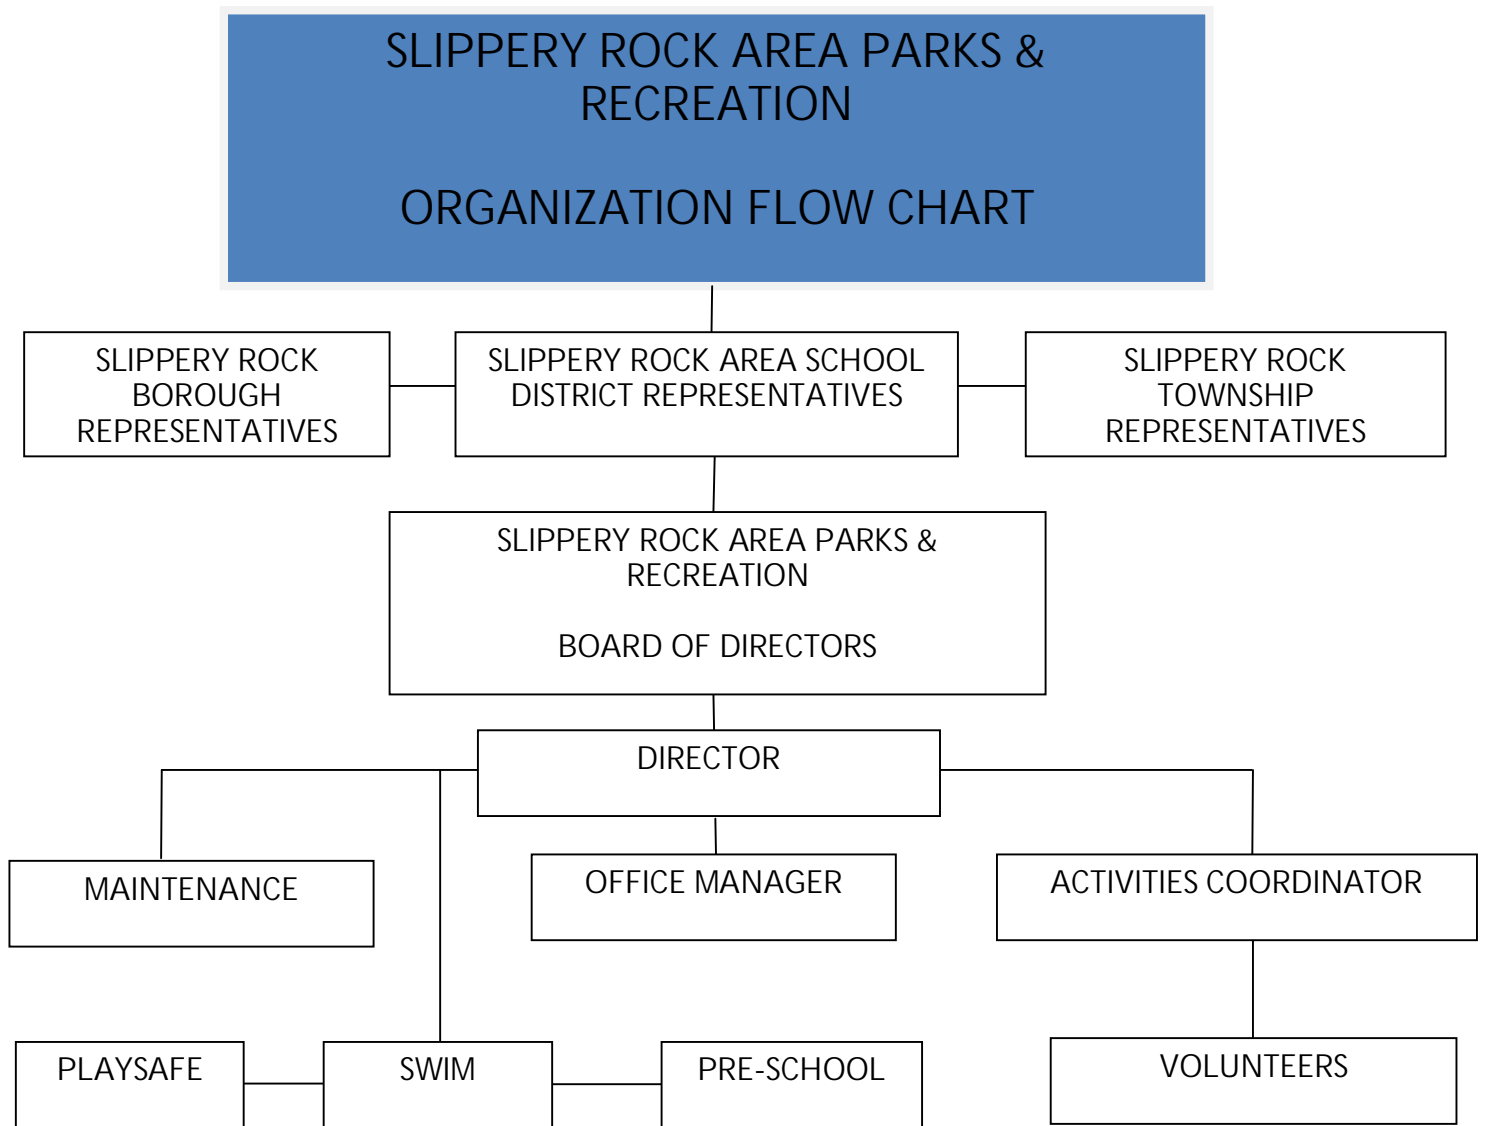 SLIPPERY ROCK AREA PARKS &
RECREATION
ORGANIZATION FLOW CHART
SLIPPERY ROCK
BOROUGH
REPRESENTATIVES
SLIPPERY ROCK AREA SCHOOL
DISTRICT REPRESENTATIVES
SLIPPERY ROCK
TOWNSHIP
REPRESENTATIVES
SLIPPERY ROCK AREA PARKS &
RECREATION
BOARD OF DIRECTORS
DIRECTOR
MAINTENANCE
OFFICE MANAGER
ACTIVITIES COORDINATOR
PLAYSAFE
SWIM
PRE-SCHOOL
VOLUNTEERS